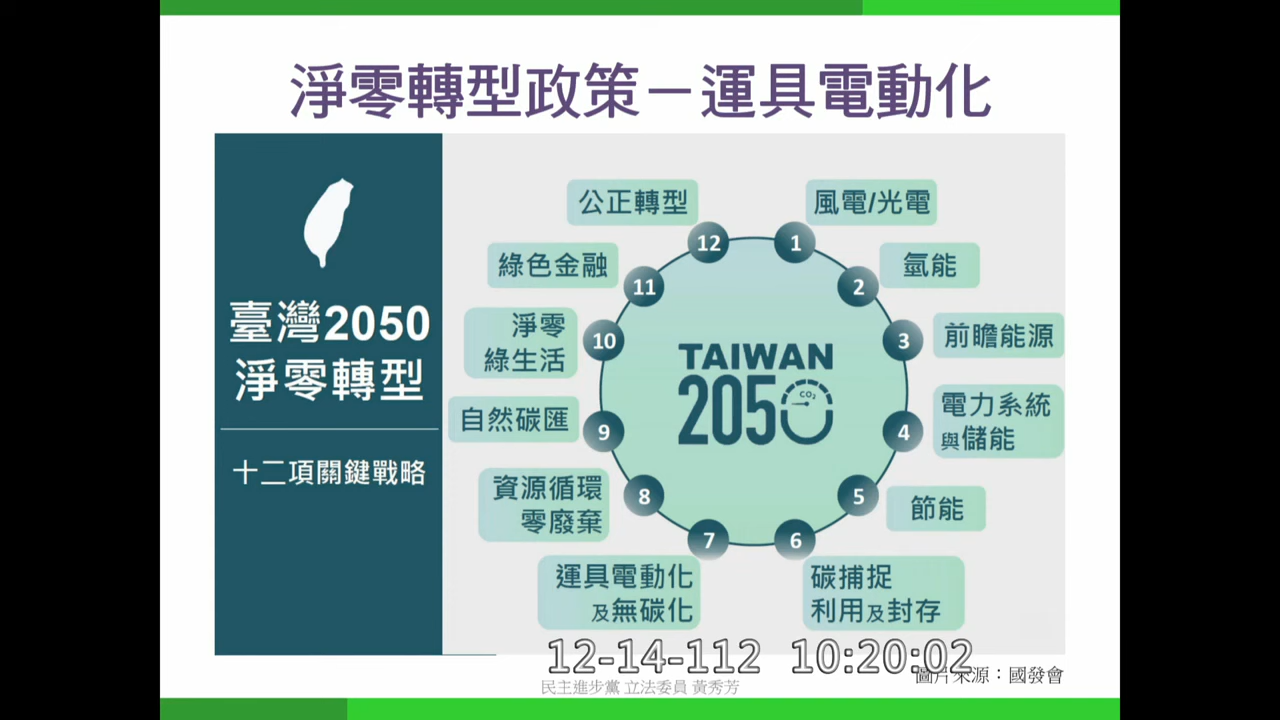 淨零轉型政策－運具電動化
臺灣2050
淨零轉型
十二項關鍵戰略
TAIWAN
2050
CO₂
1
風電/光電
2
氫能
3
前瞻能源
4
電力系統
與儲能
5
節能
6
碳捕捉
利用及封存
7
運具電動化
及無碳化
8
資源循環
零廢棄
9
自然碳匯
10
淨零
綠生活
11
綠色金融
12
公正轉型
12-14-112 10:20:02
圖片來源：國發會
民主進步黨 立法委員 黃秀芳